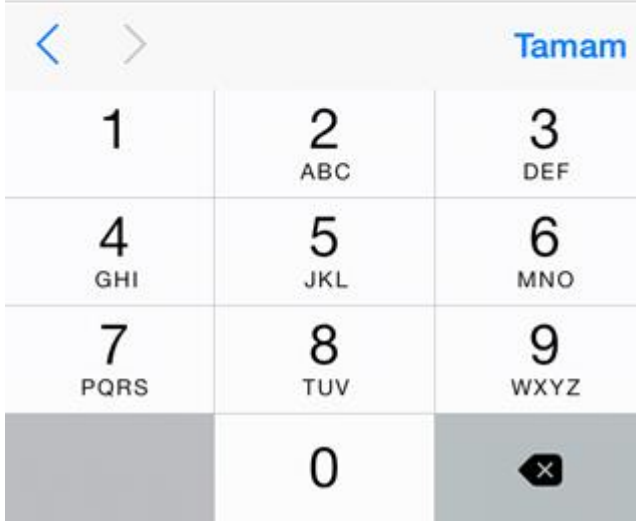 Tamam
1 2 3
ABC DEF
4 5 6
GHI JKL MNO
7 8 9
PQRS TUV WXYZ
0